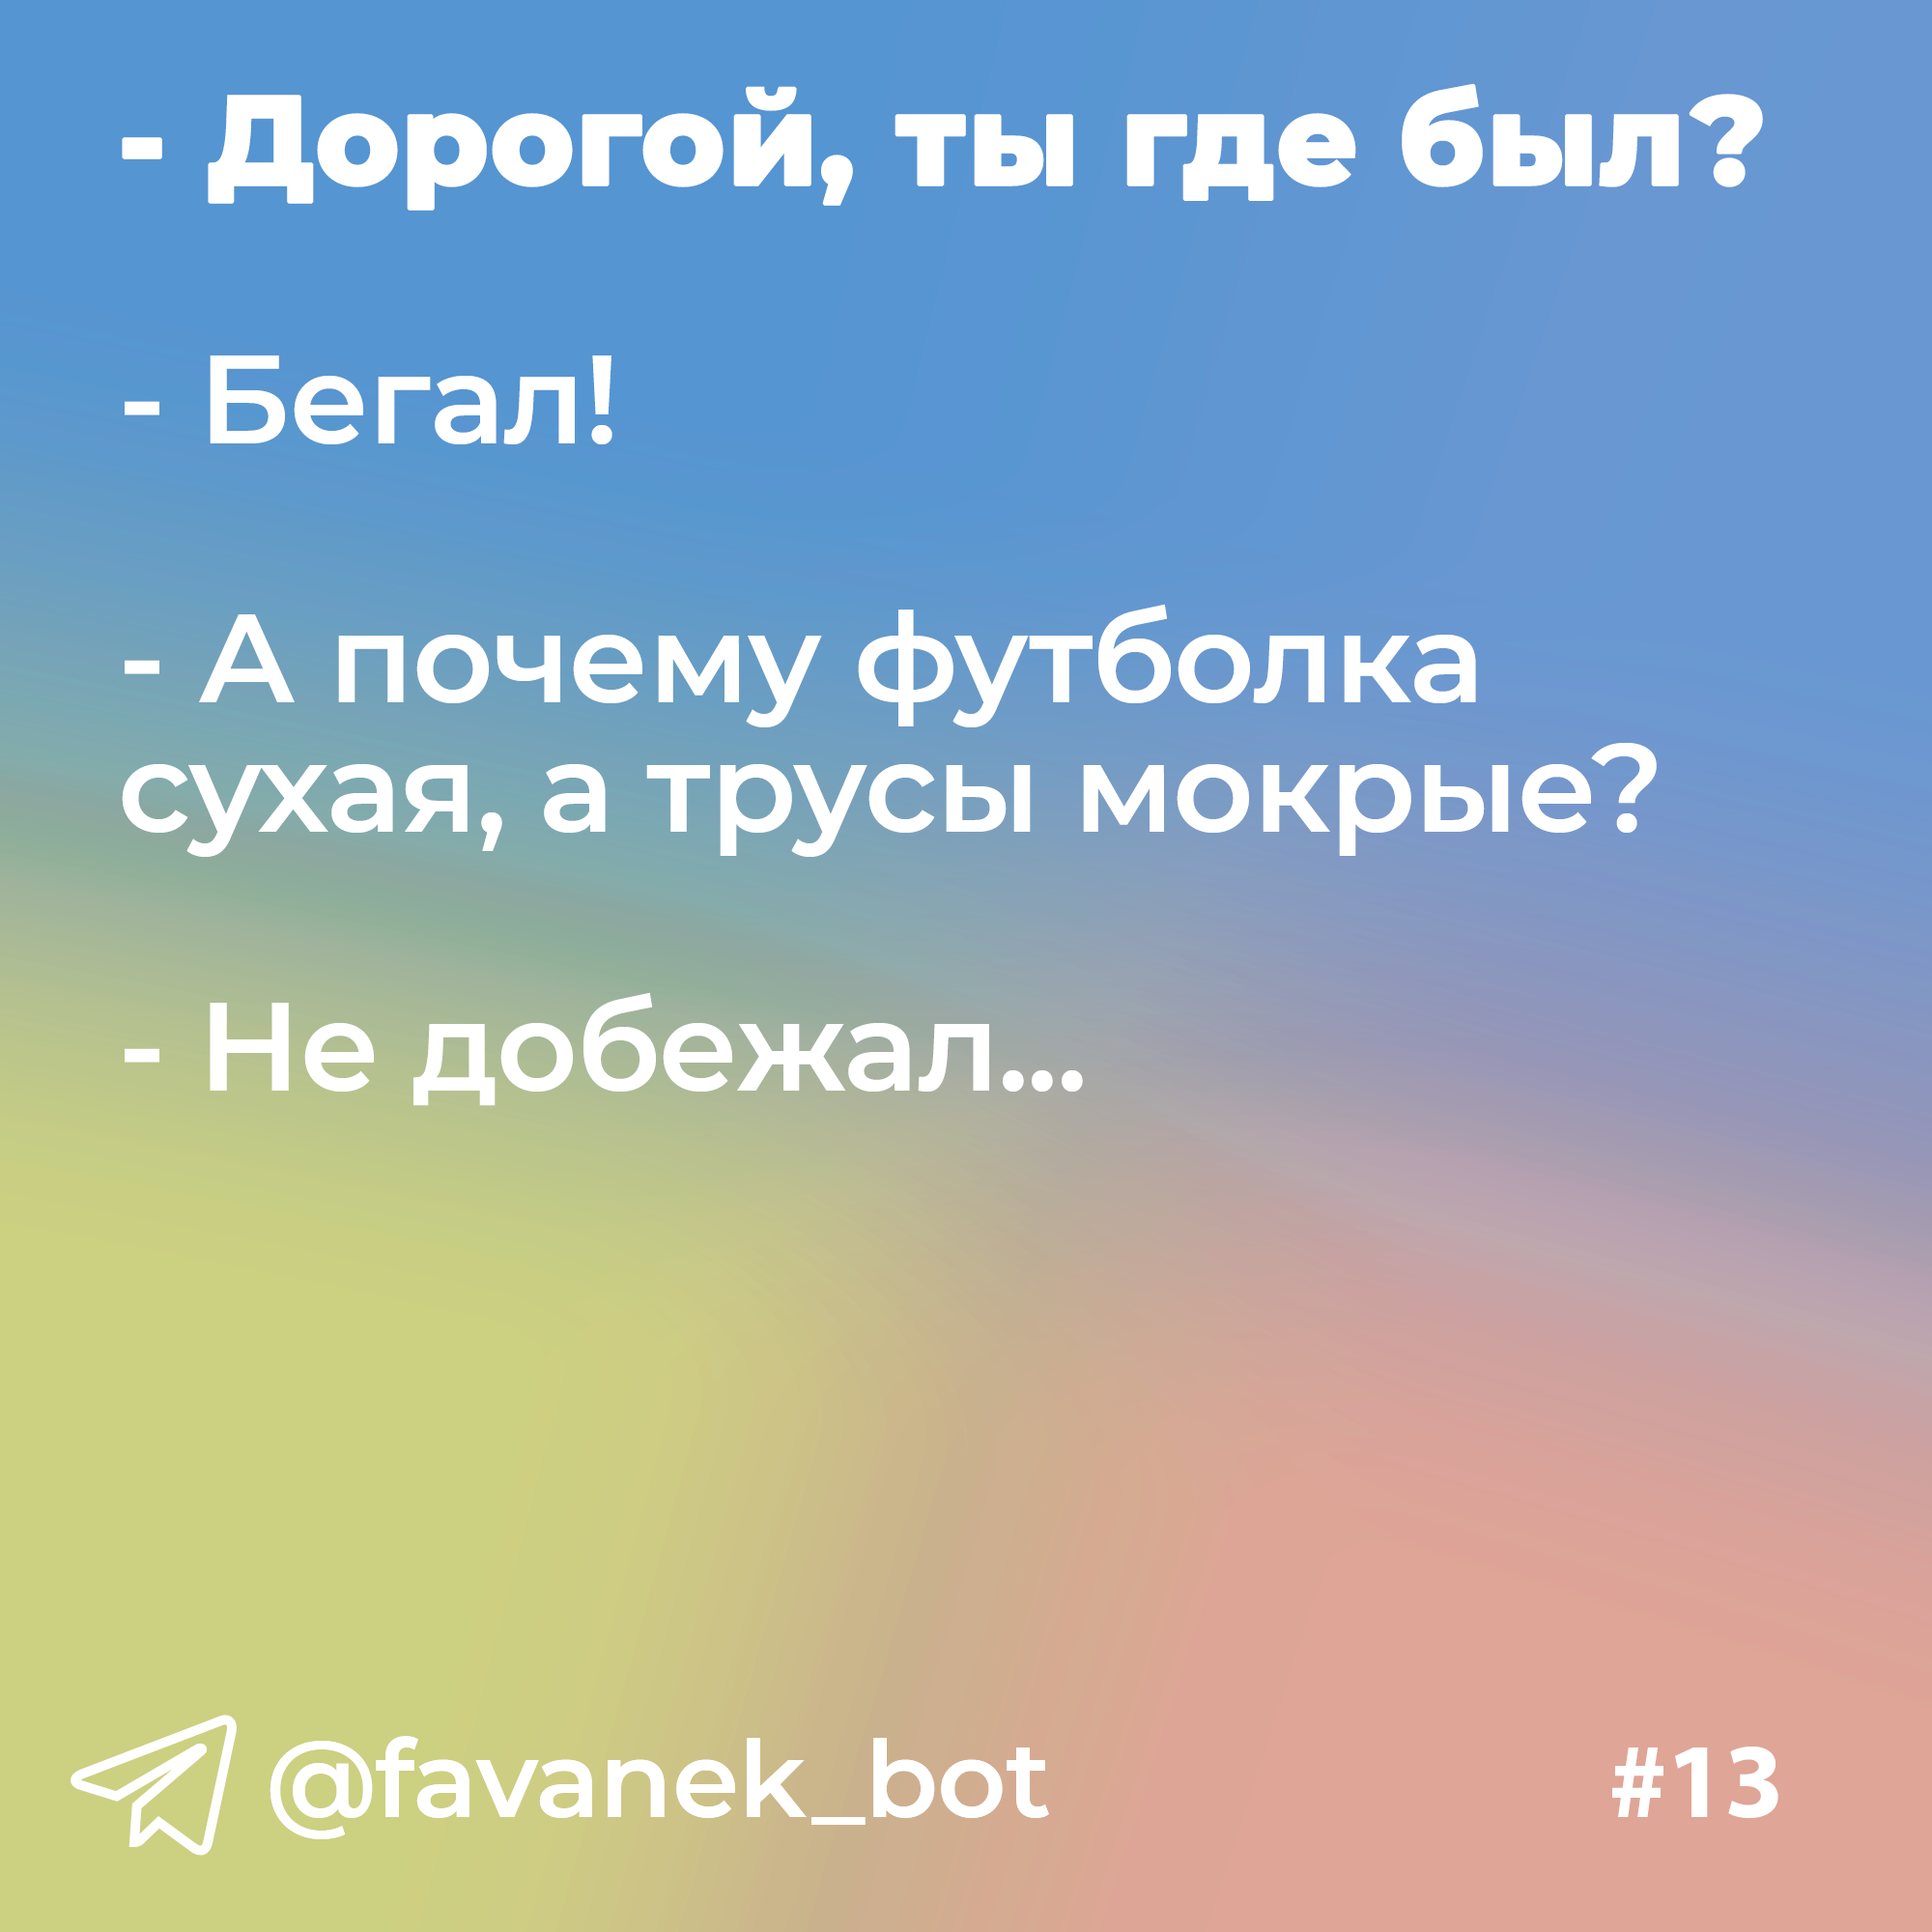 - Дорогой, ты где был?
- Бегал!
- А почему футболка
сухая, а трусы мокрые?
- Не добежал...
@favanek_bot
#13